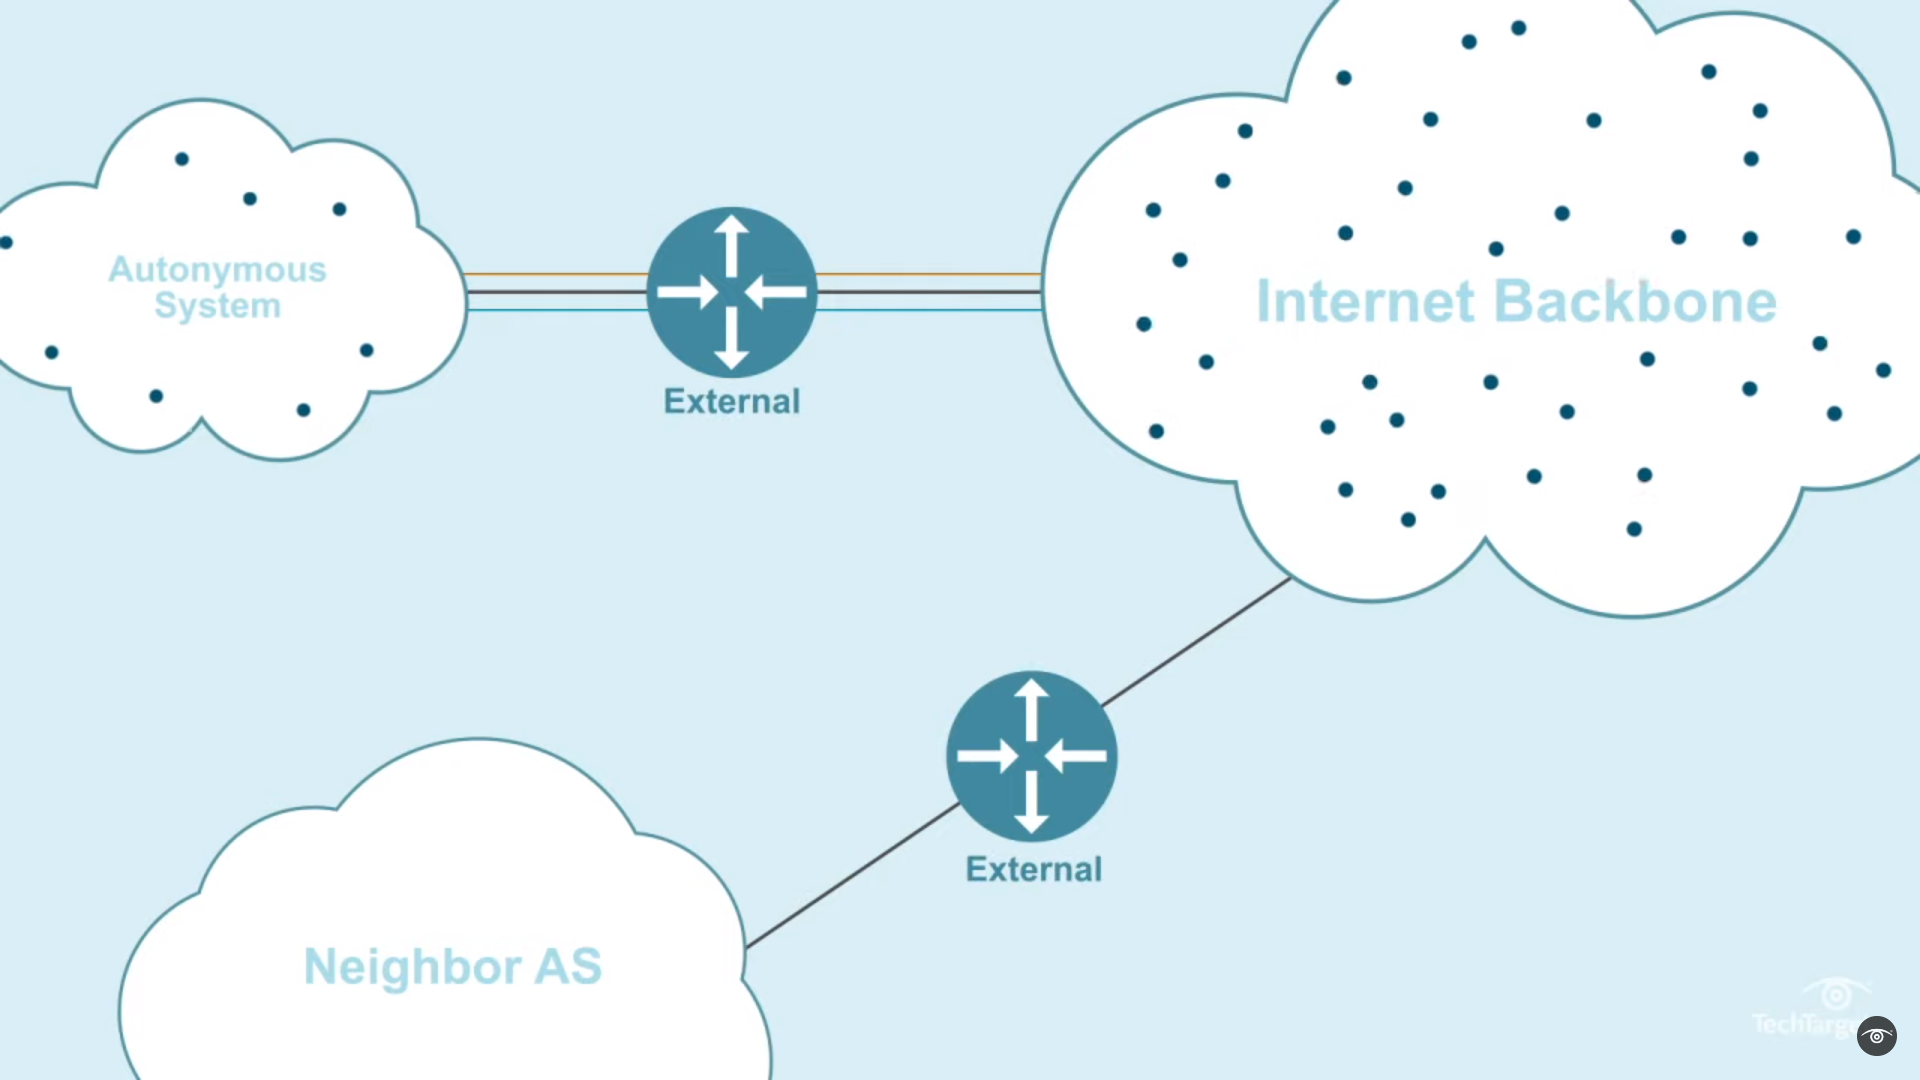 Autonymous
System
External
Internet Backbone
External
Neighbor AS